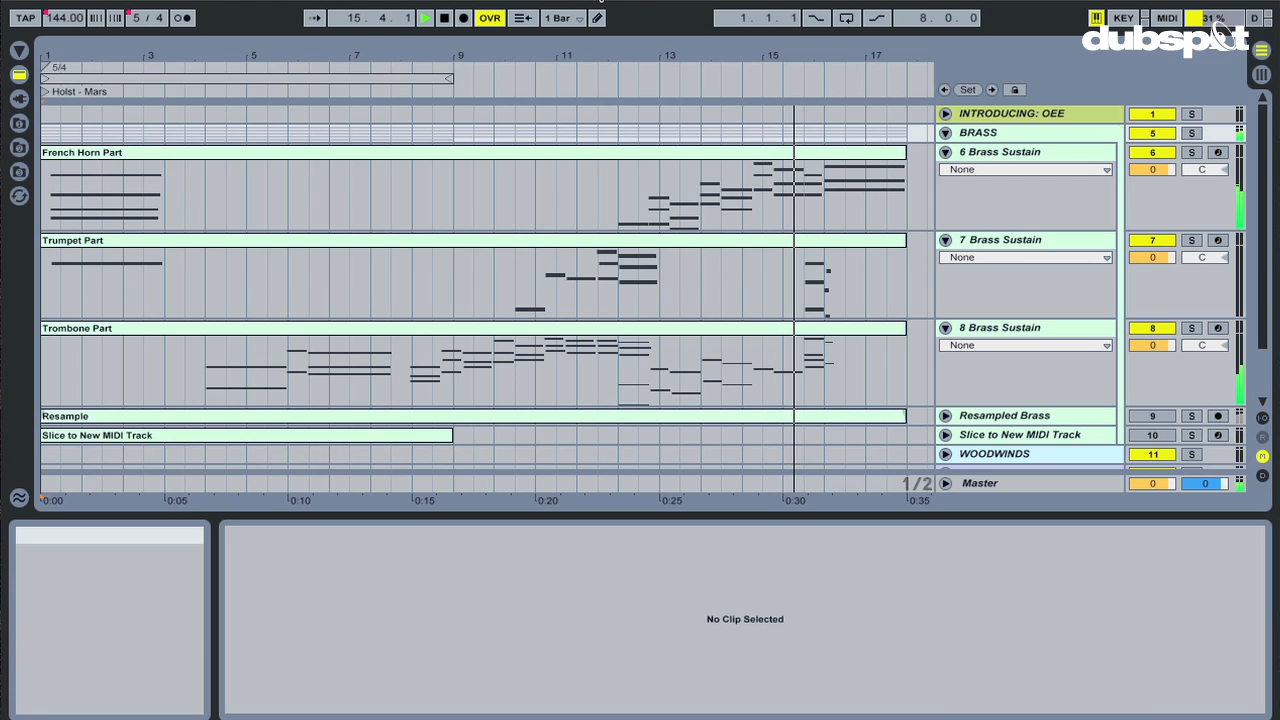 TAP 144.00 5 / 4 15. 4. 1 OVR 1 Bar 1. 1. 1 8. 0. 0 KEY MIDI 31 % D
dubspot
1 3 5 7 9 11 13 15 17
5/4
Set
Holst - Mars
INTRODUCING: OEE 1 S
BRASS 5 S
French Horn Part 6 Brass Sustain 6 S
None 0 C
Trumpet Part 7 Brass Sustain 7 S
None 0 C
Trombone Part 8 Brass Sustain 8 S
None 0 C
Resample Resampled Brass 9 S
Slice to New MIDI Track Slice to New MIDI Track 10 S
WOODWINDS 11 S
1/2 Master 0 0
0:00 0:05 0:10 0:15 0:20 0:25 0:30 0:35
No Clip Selected